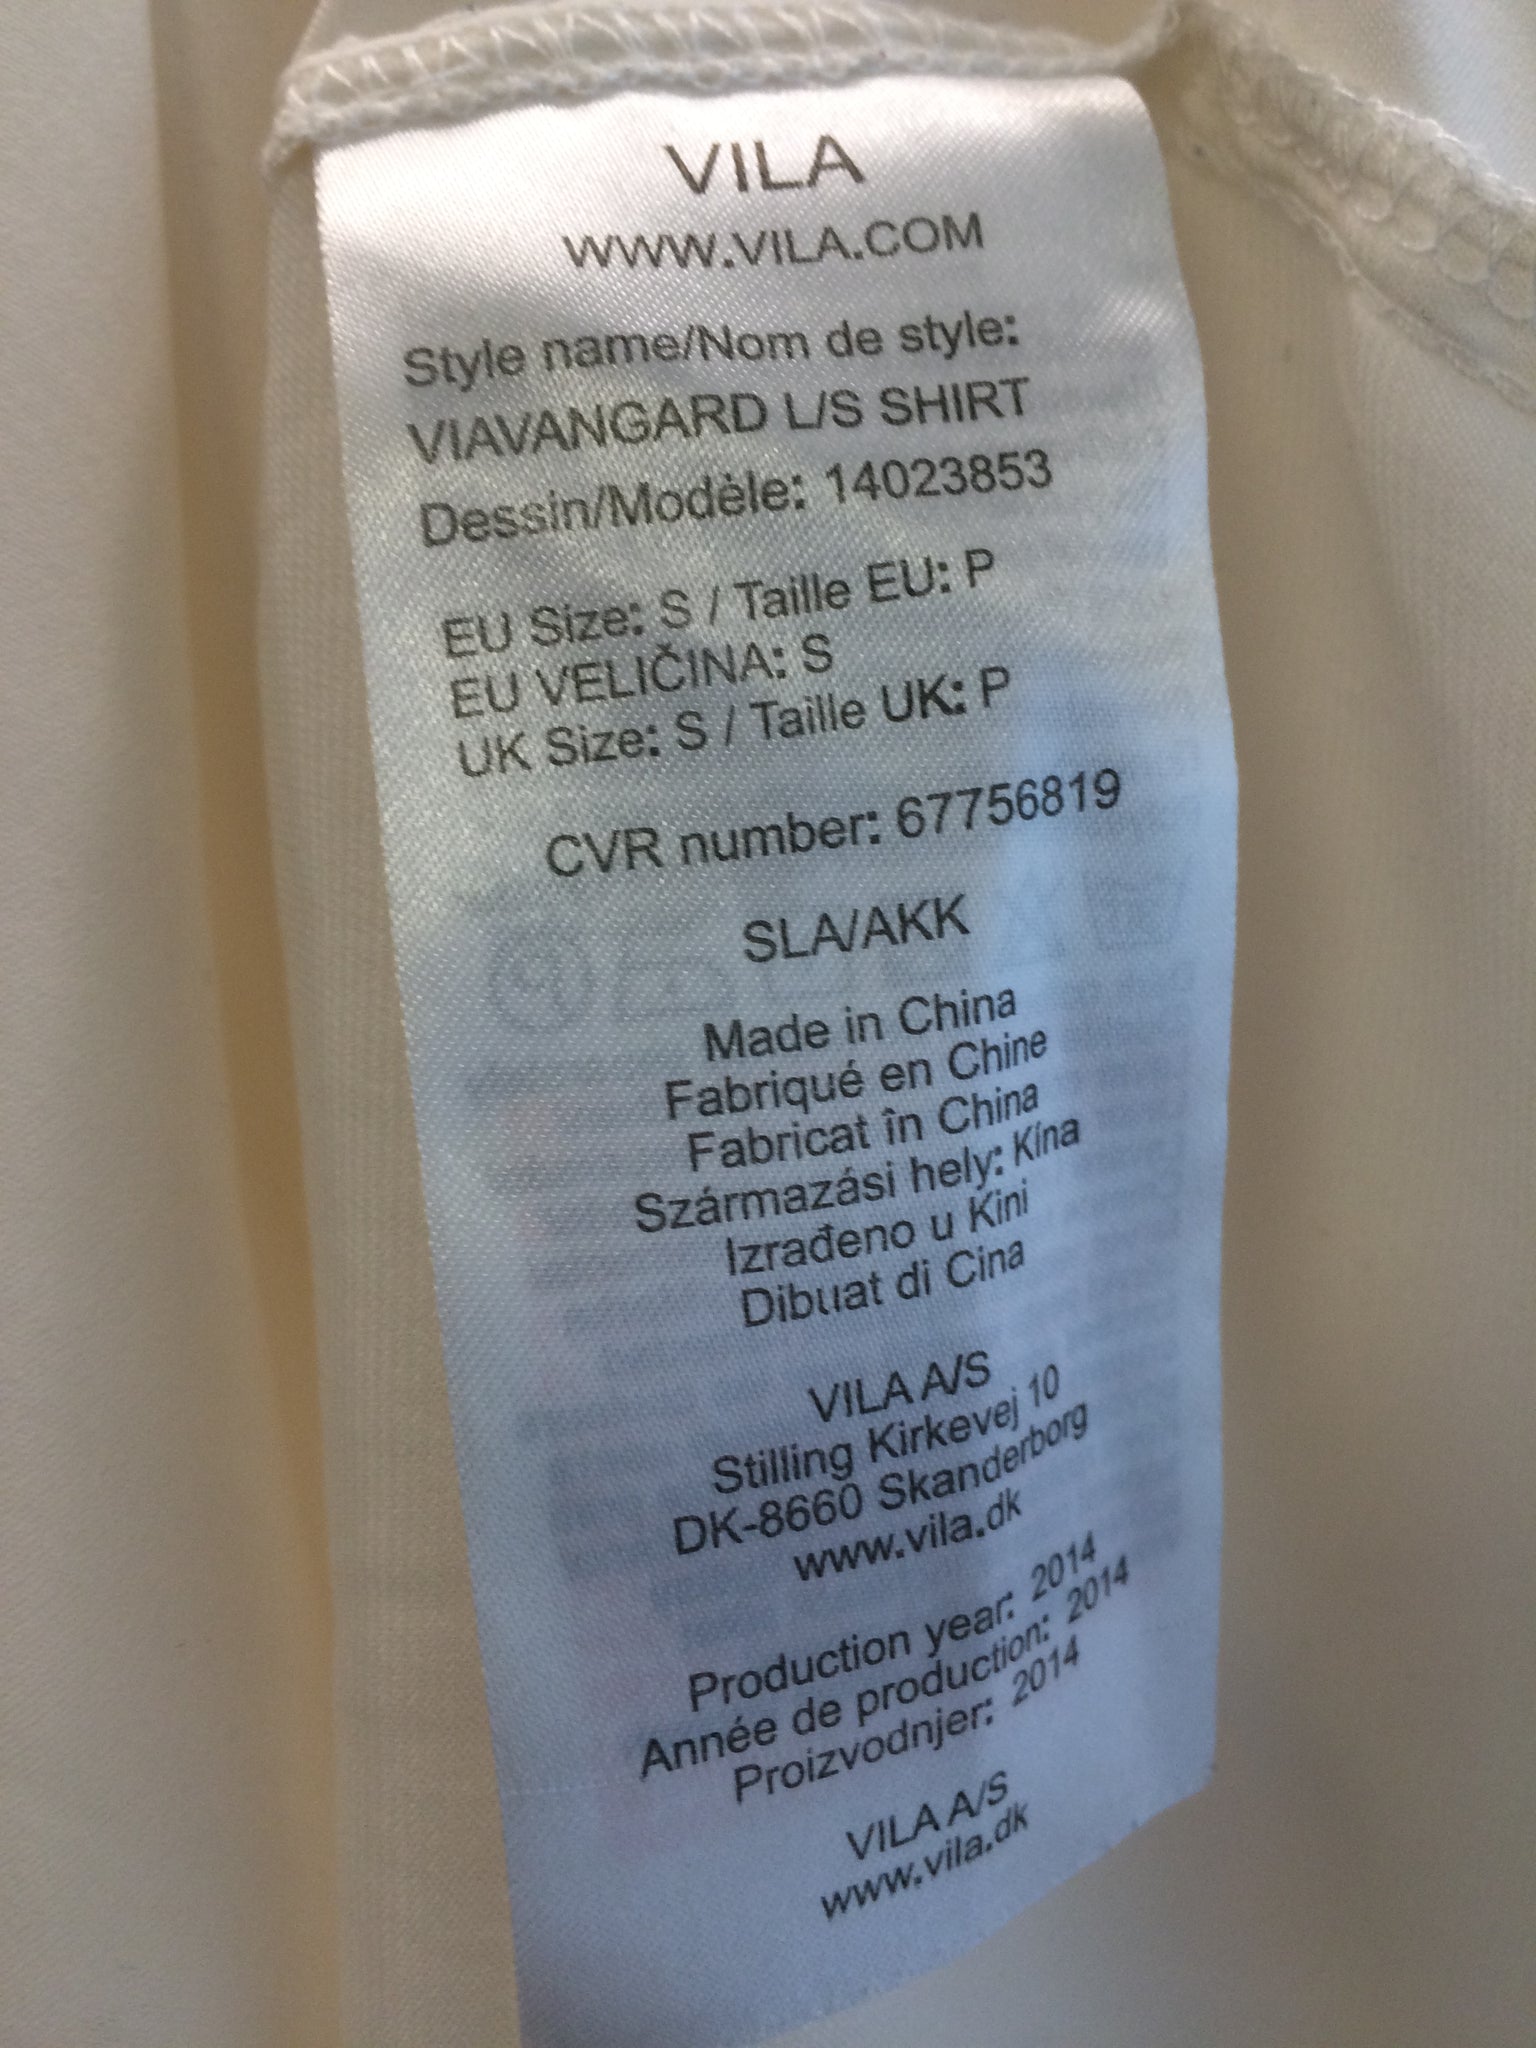 VILA
WWW.VILA.COM
Style name/Nom de style:
VIAVANGARD L/S SHIRT
Dessin/Modèle: 14023853
EU Size: S / Taille EU: P
EU VELIČINA: S
UK Size: S / Taille UK: P
CVR number: 67756819
SLA/AKK
Made in China
Fabriqué en Chine
Fabricat în China
Származási hely: Kína
Izrađeno u Kini
Dibuat di Cina
VILA A/S
Stilling Kirkevej 10
DK-8660 Skanderborg
www.vila.dk
Production year: 2014
Année de production: 2014
Proizvodnjer: 2014
VILA A/S
www.vila.dk